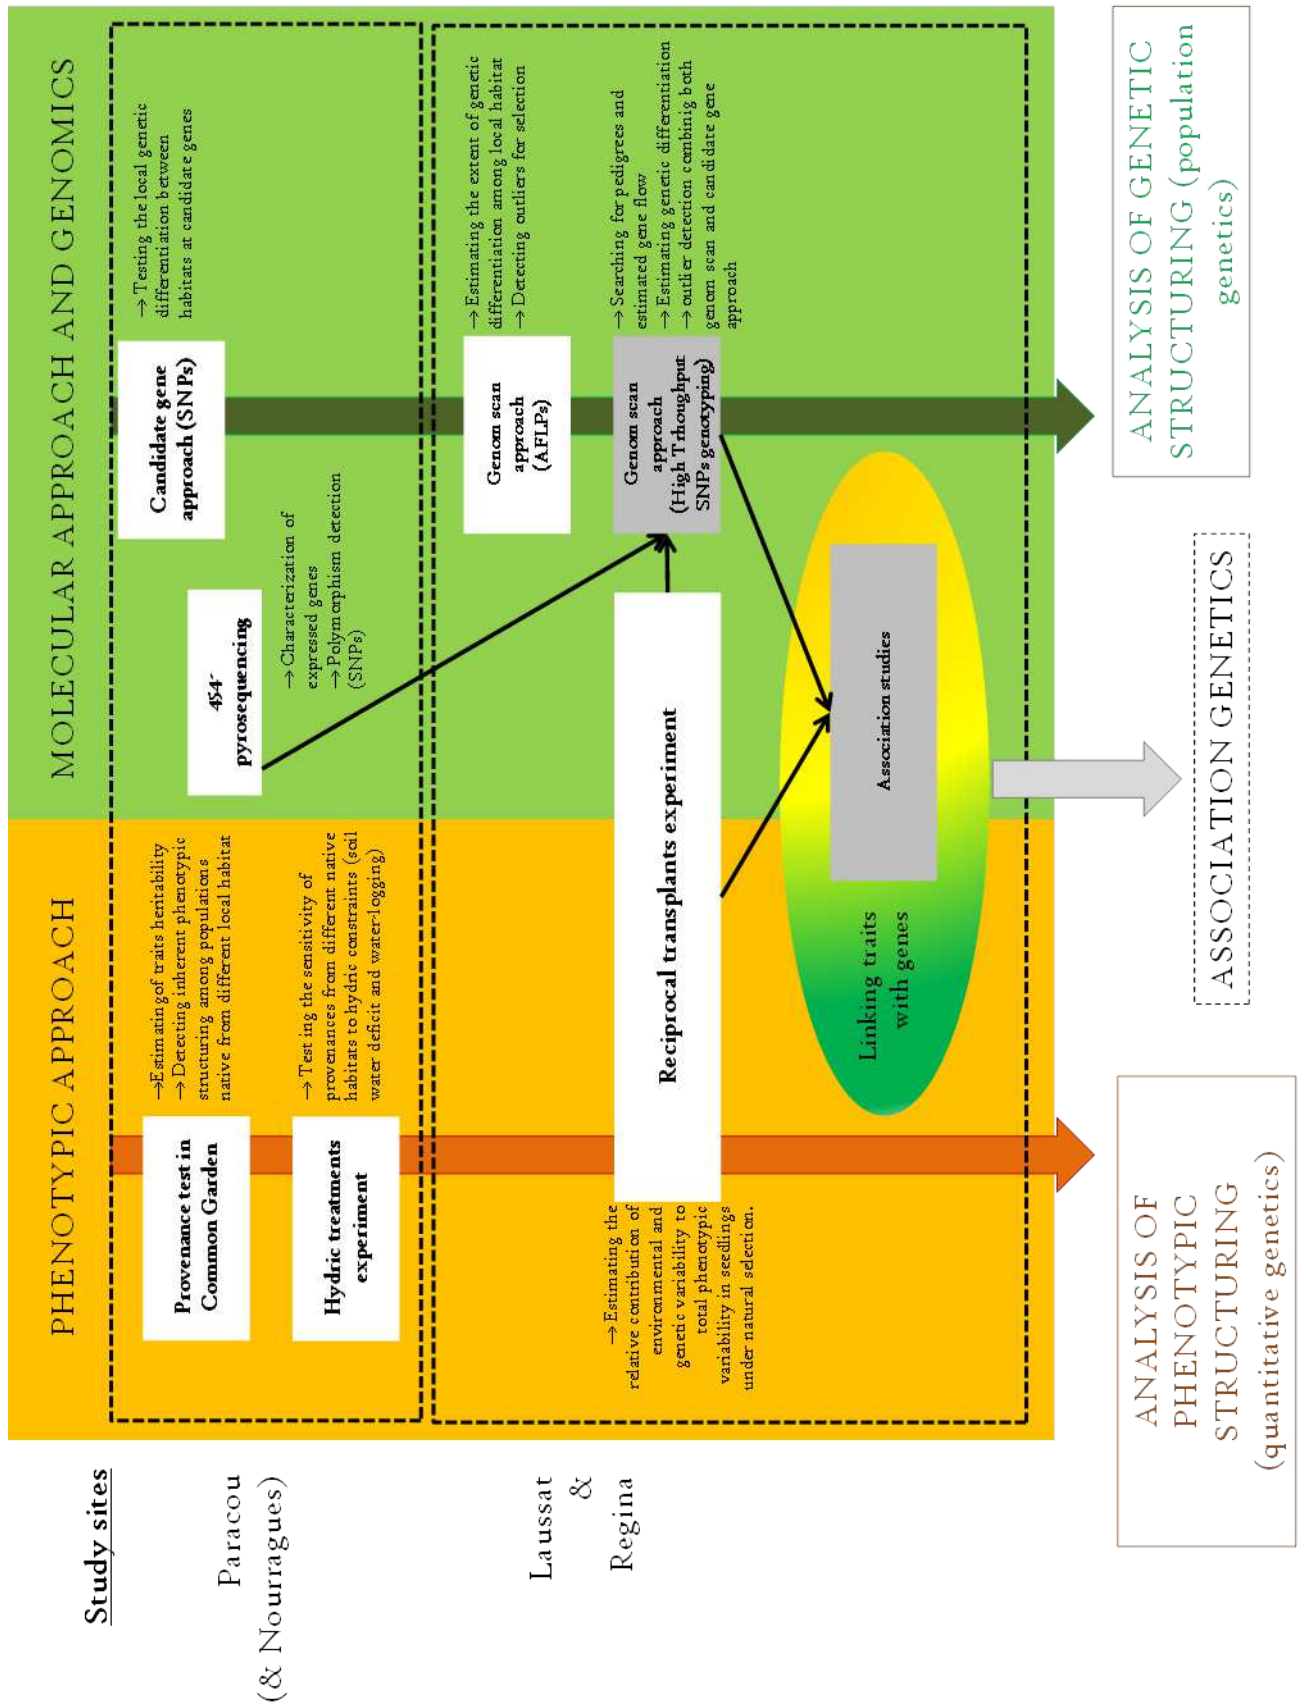 PHENOTYPIC APPROACH
MOLECULAR APPROACH AND GENOMICS
Study sites
Paracou
(& Nourragues)
Provenance test in
Common Garden
→Estimating of traits heritability
→ Detecting inherent phenotypic
structuring among populations
native from different local habitat
Hydric treatments
experiment
→ Test ing the sensitivity of
provenances from different native
habitats to hydric constraints (soil
water deficit and water-logging)
454-
pyrosequencing
→ Characterization of
expressed genes
→ Polymorphism detection
(SNPs)
Candidate gene
approach (SNPs)
→ Testing the local genetic
differentiation between
habitats at candidate genes
Laussat
&
Regina
Genom scan
approach
(AFLPs)
→ Estimating the extent of genetic
differentiation among local habitat
→ Detecting outliers for selection
→ Estimating the
relative contribution of
environmental and
genetic variability to
total phenotypic
variability in seedlings
under natural selection.
Reciprocal transplants experiment
Genom scan
approach
(High Trhoughput
SNPs genotyping)
→ Searching for pedigrees and
estimated gene flow
→ Estimating genetic differentiation
→ outlier detection combinig both
genom scan and candidate gene
approach
Linking traits
with genes
Association studies
ANALYSIS OF
PHENOTYPIC
STRUCTURING
(quantitative genetics)
ASSOCIATION GENETICS
ANALYSIS OF GENETIC
STRUCTURING (population
genetics)